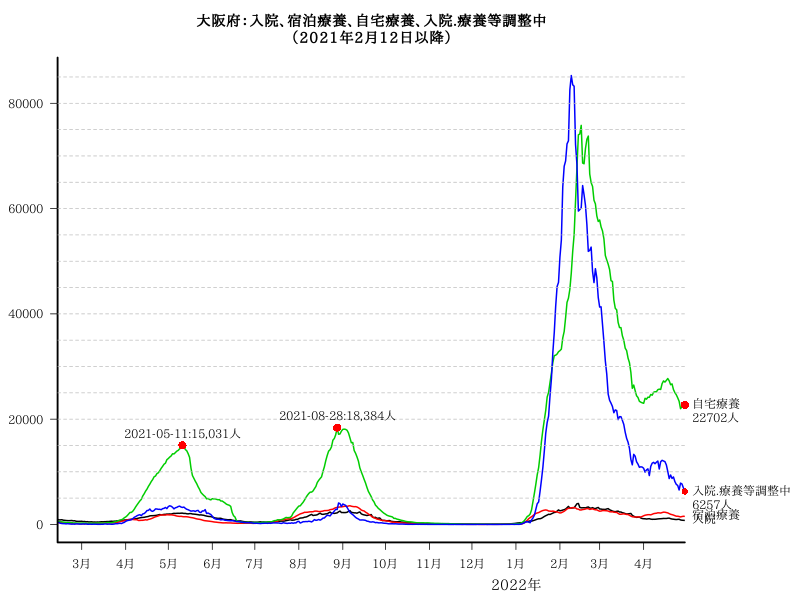 大阪府：入院、宿泊療養、自宅療養、入院.療養等調整中
（2021年2月12日以降）
80000
60000
40000
20000
0
2021-05-11:15,031人
2021-08-28:18,384人
自宅療養
22702人
入院.療養等調整中
6257人
宿泊療養
入院
3月 4月 5月 6月 7月 8月 9月 10月 11月 12月 1月 2月 3月 4月
2022年